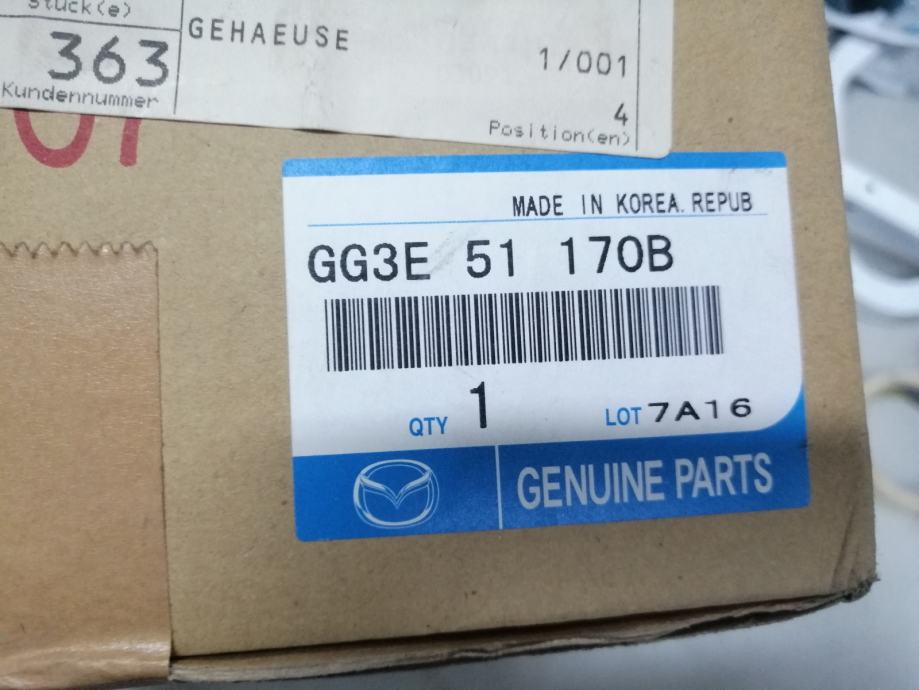 Stück(e)
363
Kundennummer
GEHAEUSE
1/001
4
Position(en)
MADE IN KOREA. REPUB
GG3E 51 170B
QTY 1
LOT 7A16
GENUINE PARTS